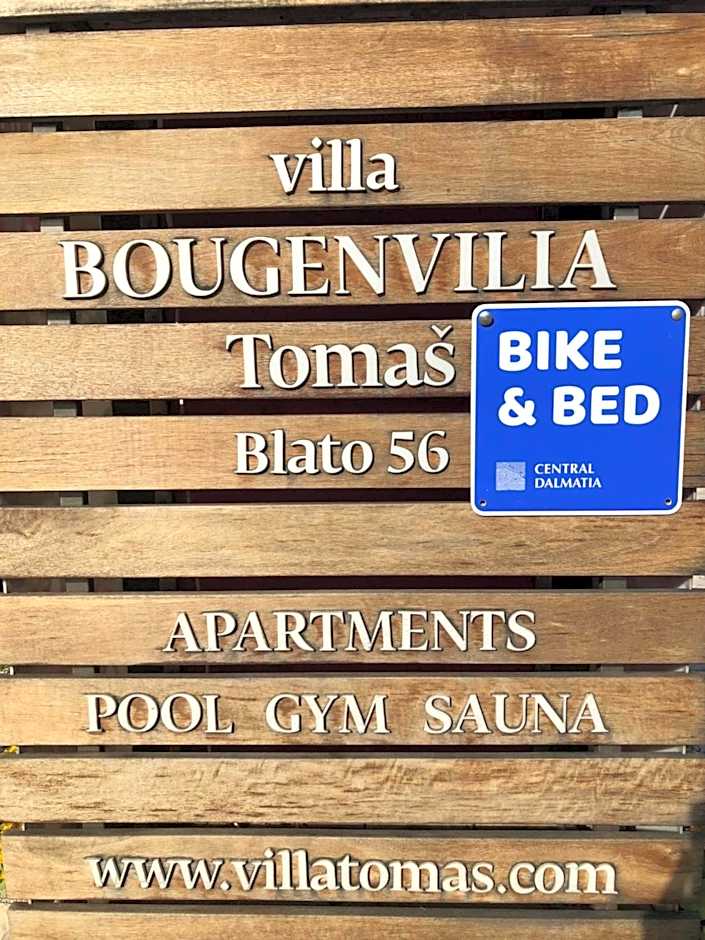 villa
BOUGENVILIA
Tomaš
Blato 56
BIKE
& BED
CENTRAL
DALMATIA
APARTMENTS
POOL GYM SAUNA
www.villatomas.com